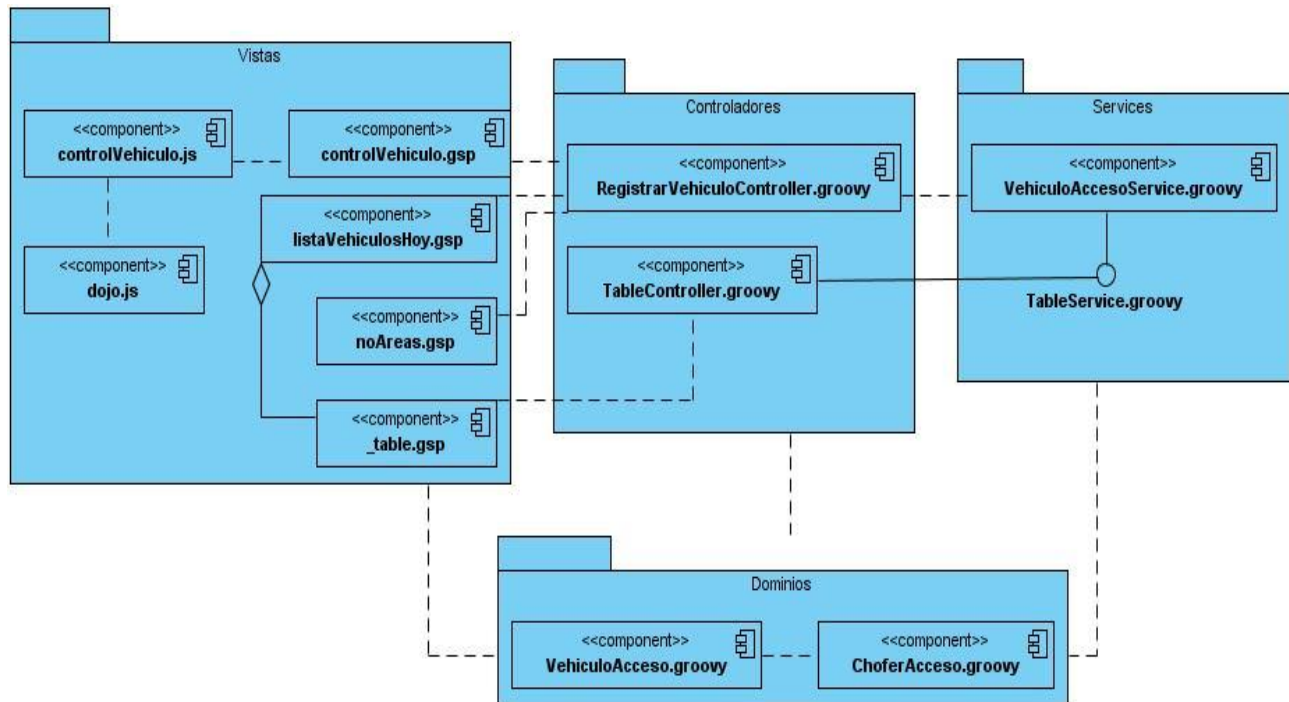 Vistas
<<component>>
controlVehiculo.js
<<component>>
controlVehiculo.gsp
<<component>>
listaVehiculosHoy.gsp
<<component>>
dojo.js
<<component>>
noAreas.gsp
<<component>>
_table.gsp
Controladores
<<component>>
RegistrarVehiculoController.groovy
<<component>>
TableController.groovy
Services
<<component>>
VehiculoAccesoService.groovy
TableService.groovy
Dominios
<<component>>
VehiculoAcceso.groovy
<<component>>
ChoferAcceso.groovy